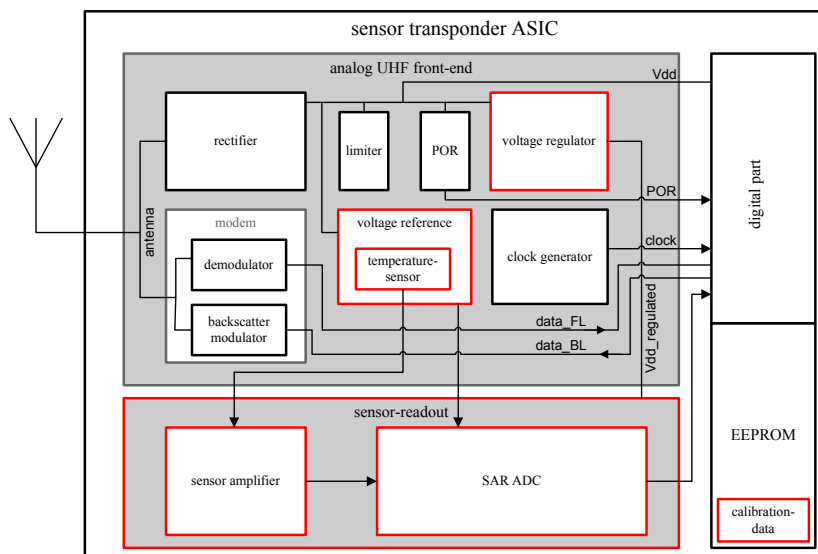 sensor transponder ASIC
analog UHF front-end
Vdd
rectifier
limiter
POR
voltage regulator
POR
digital part
antenna
modem
demodulator
backscatter
modulator
voltage reference
temperature-
sensor
clock generator
clock
data_FL
data_BL
Vdd_regulated
sensor-readout
sensor amplifier
SAR ADC
EEPROM
calibration-
data